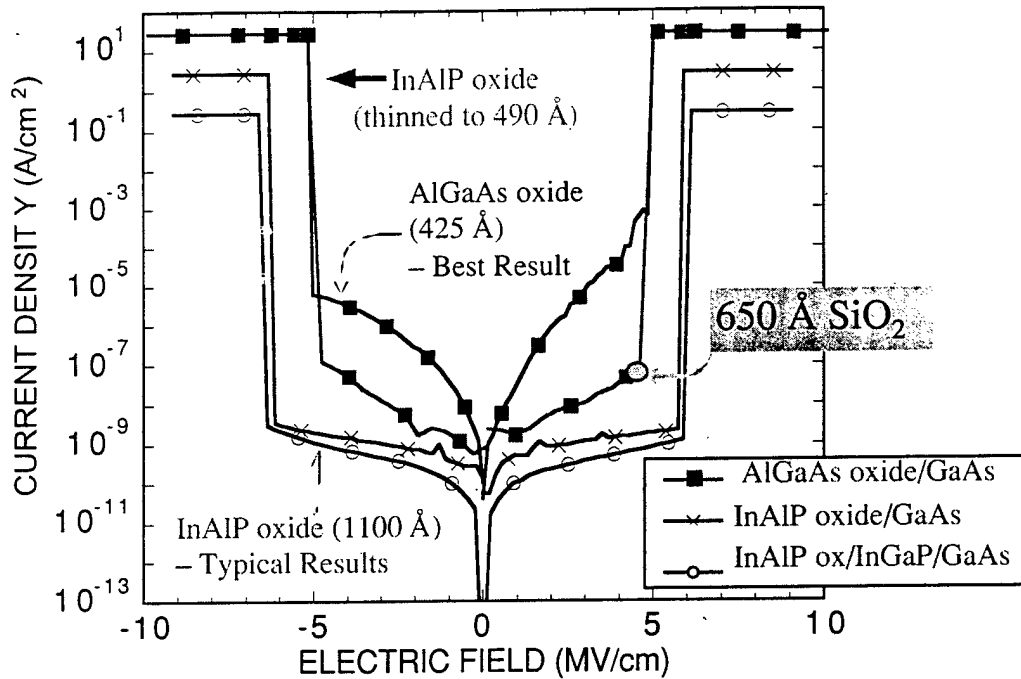 CURRENT DENSIT Y (A/cm²)
10¹
10⁻¹
10⁻³
10⁻⁵
10⁻⁷
10⁻⁹
10⁻¹¹
10⁻¹³
InAlP oxide
(thinned to 490 Å)
AlGaAs oxide
(425 Å)
– Best Result
650 Å SiO₂
InAlP oxide (1100 Å)
– Typical Results
AlGaAs oxide/GaAs
InAlP oxide/GaAs
InAlP ox/InGaP/GaAs
-10
-5
0
5
10
ELECTRIC FIELD (MV/cm)